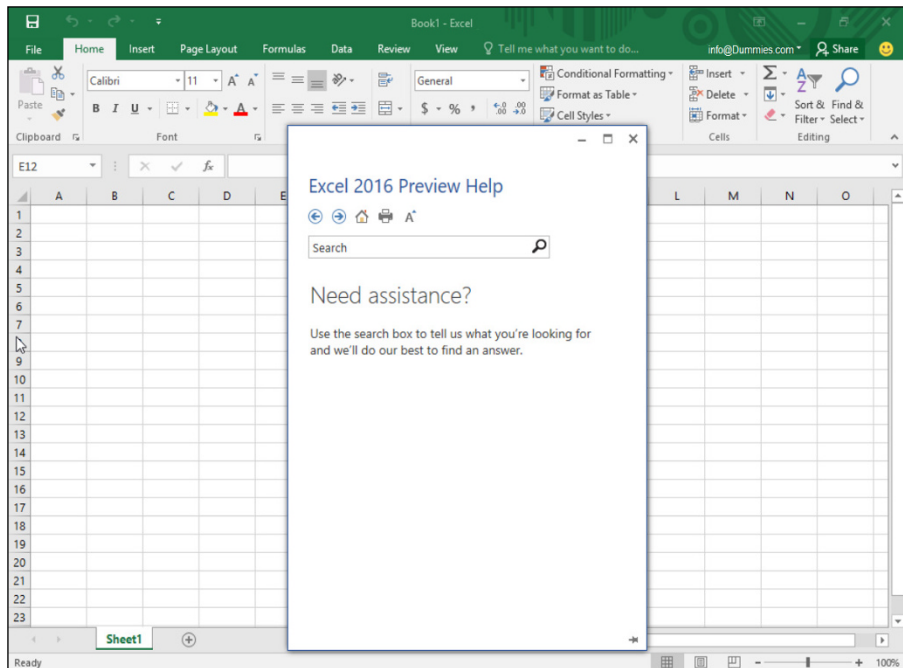 Book1 - Excel
File Home Insert Page Layout Formulas Data Review View Tell me what you want to do... info@Dummies.com Share
Calibri 11 A A General Conditional Formatting Insert Σ A Z
Paste Format as Table Delete Sort & Find &
B I U A $ % , .00 .0 Cell Styles Format Filter Select
Clipboard Font Cells Editing
E12 fx
A B C D E L M N O
Excel 2016 Preview Help
A
Search
Need assistance?
Use the search box to tell us what you're looking for
and we'll do our best to find an answer.
1
2
3
4
5
6
7
9
10
11
12
13
14
15
16
17
18
19
20
21
22
23
Sheet1
Ready 100%